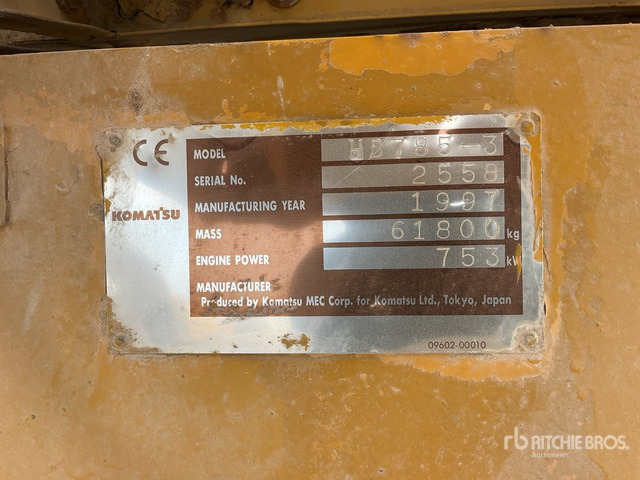 CE
MODEL HD785-3
SERIAL No. 2558
KOMATSU
MANUFACTURING YEAR 1997
MASS 61800 kg
ENGINE POWER 753 kW
MANUFACTURER
Produced by Komatsu MEC Corp. for Komatsu Ltd., Tokyo, Japan
09602-00010
rb RITCHIE BROS.
Auctioneers